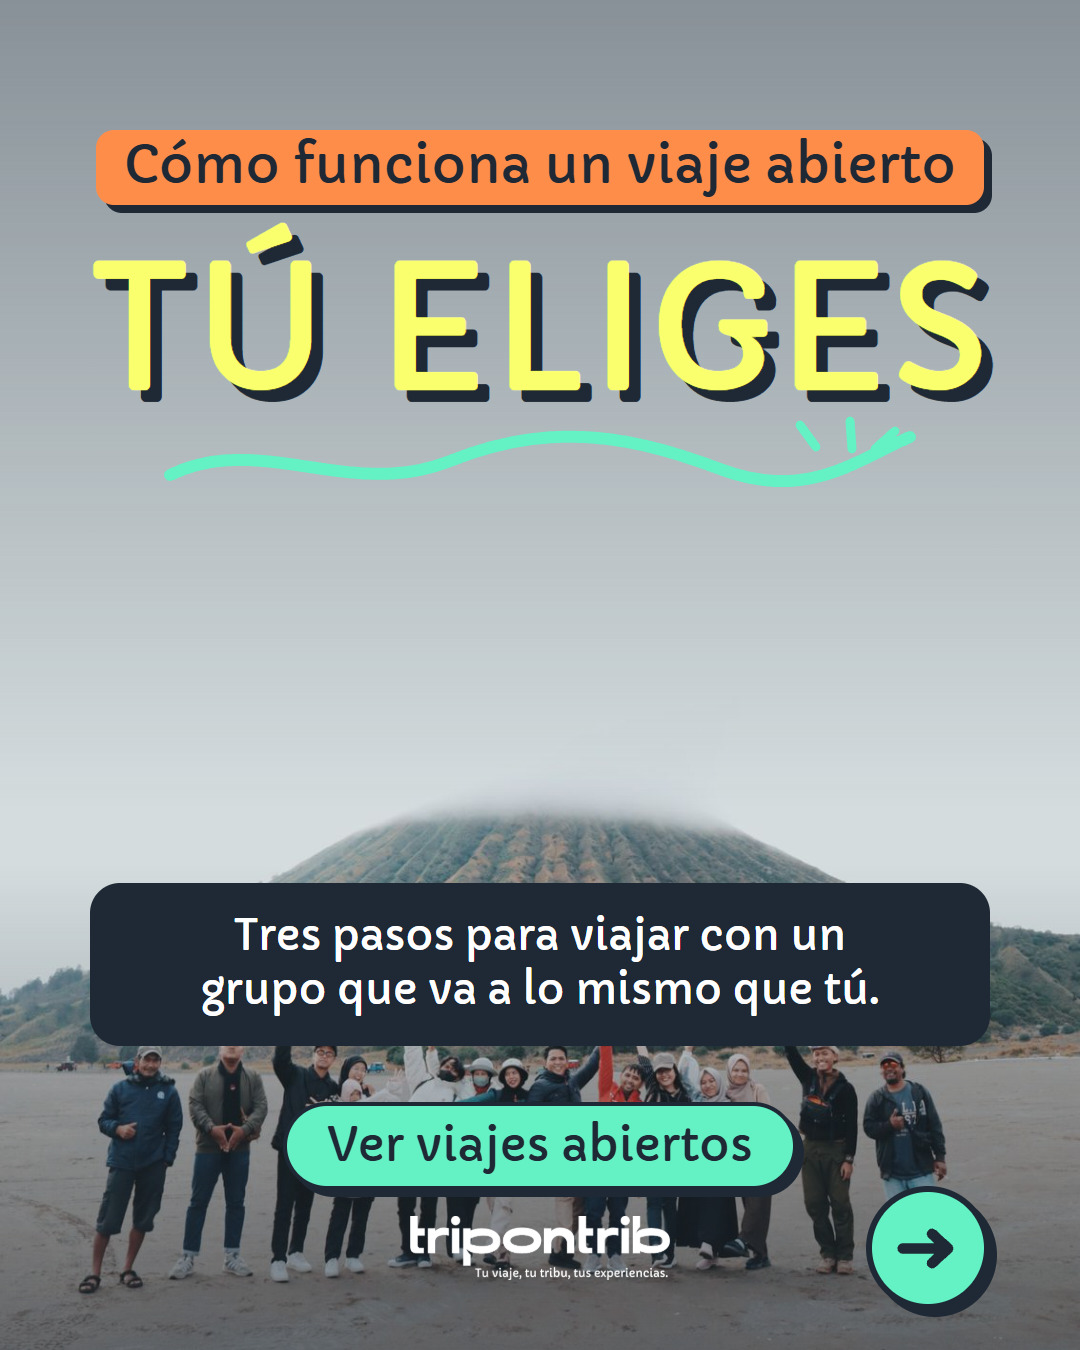 Cómo funciona un viaje abierto
TÚ ELIGES
Tres pasos para viajar con un
grupo que va a lo mismo que tú.
Ver viajes abiertos
tripontrib
Tu viaje, tu tribu, tus experiencias.